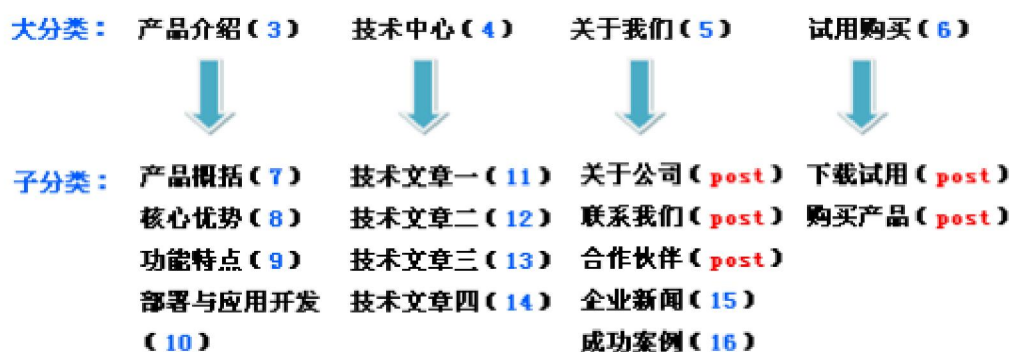 大分类： 产品介绍（3） 技术中心（4） 关于我们（5） 试用购买（6）
子分类： 产品概括（7） 技术文章一（11） 关于公司（post） 下载试用（post）
核心优势（8） 技术文章二（12） 联系我们（post） 购买产品（post）
功能特点（9） 技术文章三（13） 合作伙伴（post）
部署与应用开发 技术文章四（14） 企业新闻（15）
（10） 成功案例（16）